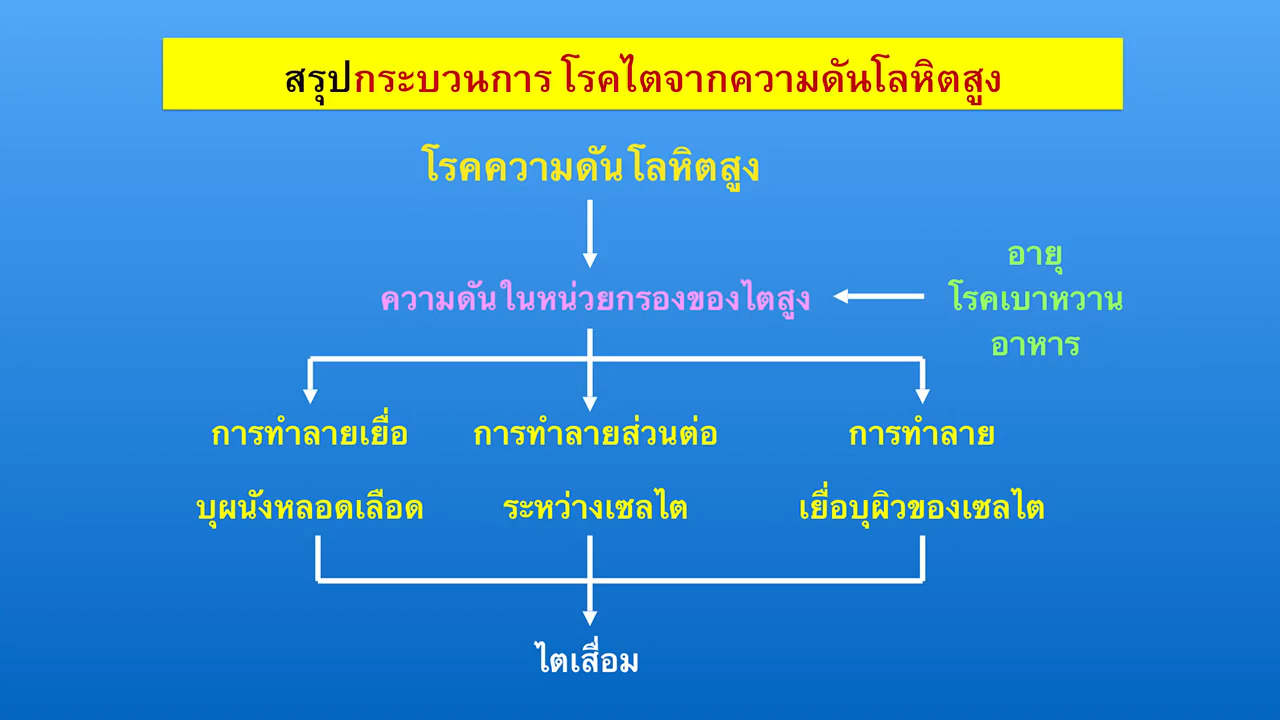 สรุปกระบวนการ โรคไตจากความดันโลหิตสูง
โรคความดันโลหิตสูง
ความดันในหน่วยกรองของไตสูง
อายุ
โรคเบาหวาน
อาหาร
การทำลายเยื่อ
บุผนังหลอดเลือด
การทำลายส่วนต่อ
ระหว่างเซลไต
การทำลาย
เยื่อบุผิวของเซลไต
ไตเสื่อม